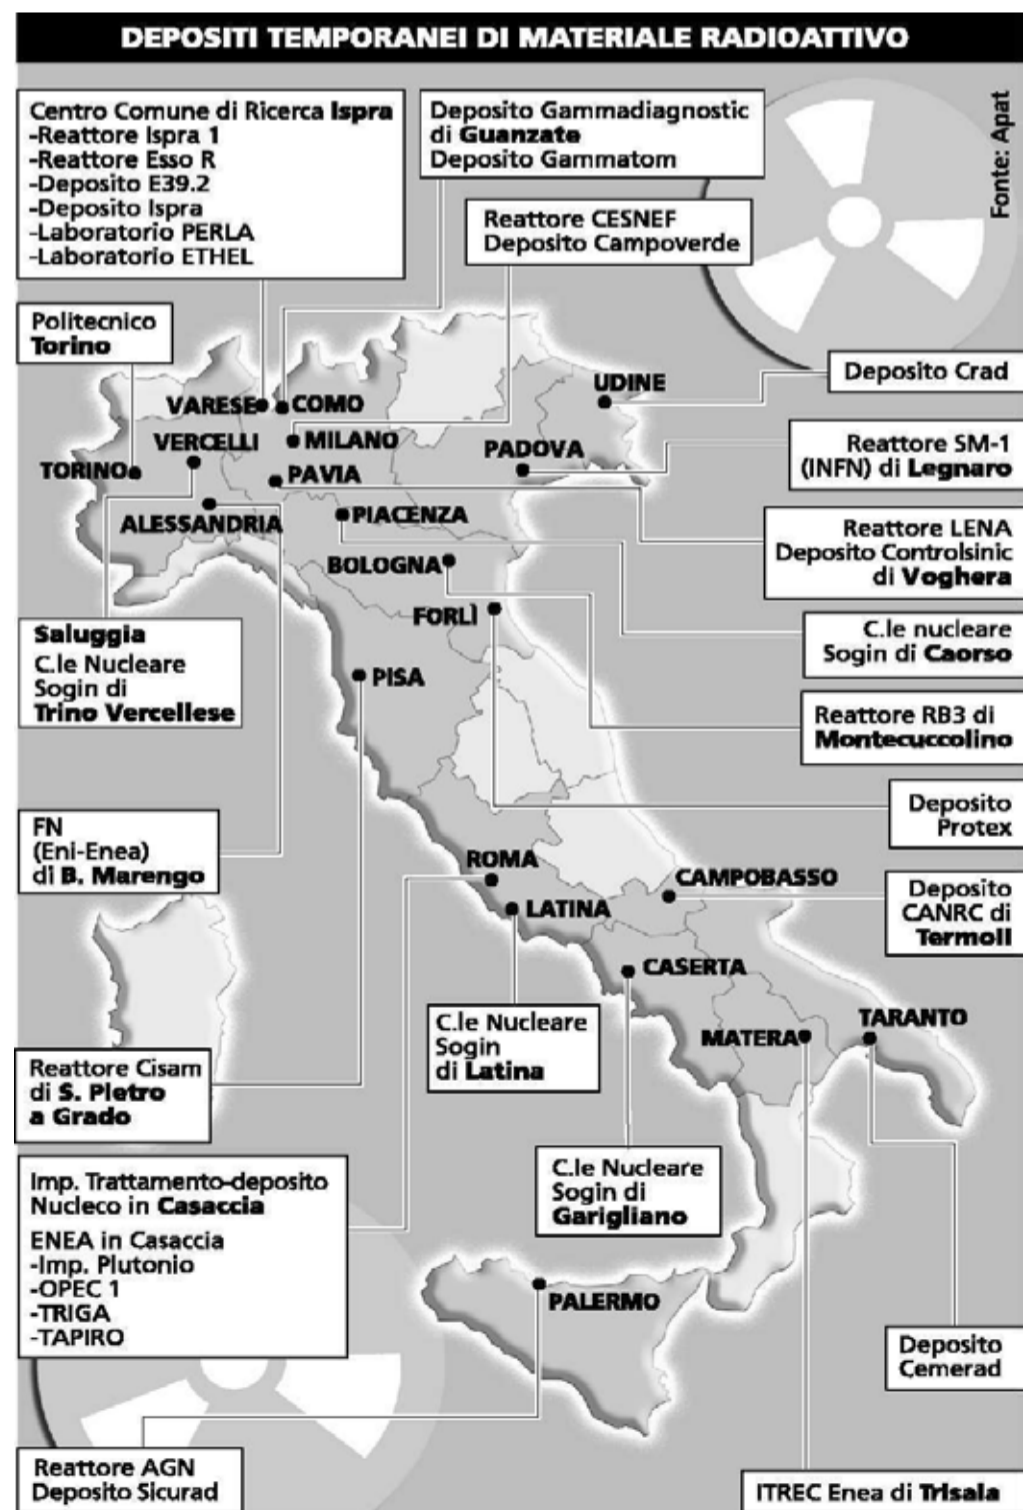 DEPOSITI TEMPORANEI DI MATERIALE RADIOATTIVO
Fonte: Apat
Centro Comune di Ricerca Ispra
-Reattore Ispra 1
-Reattore Esso R
-Deposito E39.2
-Deposito Ispra
-Laboratorio PERLA
-Laboratorio ETHEL
Deposito Gammadiagnostic
di Guanzate
Deposito Gammatom
Reattore CESNEF
Deposito Campoverde
Politecnico
Torino
Deposito Crad
UDINE
VARESE
COMO
VERCELLI
MILANO
PADOVA
TORINO
PAVIA
Reattore SM-1
(INFN) di Legnaro
ALESSANDRIA
PIACENZA
Reattore LENA
Deposito Controlsinic
di Voghera
BOLOGNA
FORLÌ
Saluggia
C.le Nucleare
Sogin di
Trino Vercellese
C.le nucleare
Sogin di Caorso
PISA
Reattore RB3 di
Montecuccolino
Deposito
Protex
FN
(Eni-Enea)
di B. Marengo
ROMA
CAMPOBASSO
LATINA
Deposito
CANRC di
Termoli
CASERTA
C.le Nucleare
Sogin
di Latina
MATERA
TARANTO
Reattore Cisam
di S. Pietro
a Grado
C.le Nucleare
Sogin di
Garigliano
Imp. Trattamento-deposito
Nucleco in Casaccia
ENEA in Casaccia
-Imp. Plutonio
-OPEC 1
-TRIGA
-TAPIRO
PALERMO
Deposito
Cemerad
Reattore AGN
Deposito Sicurad
ITREC Enea di Trisaia